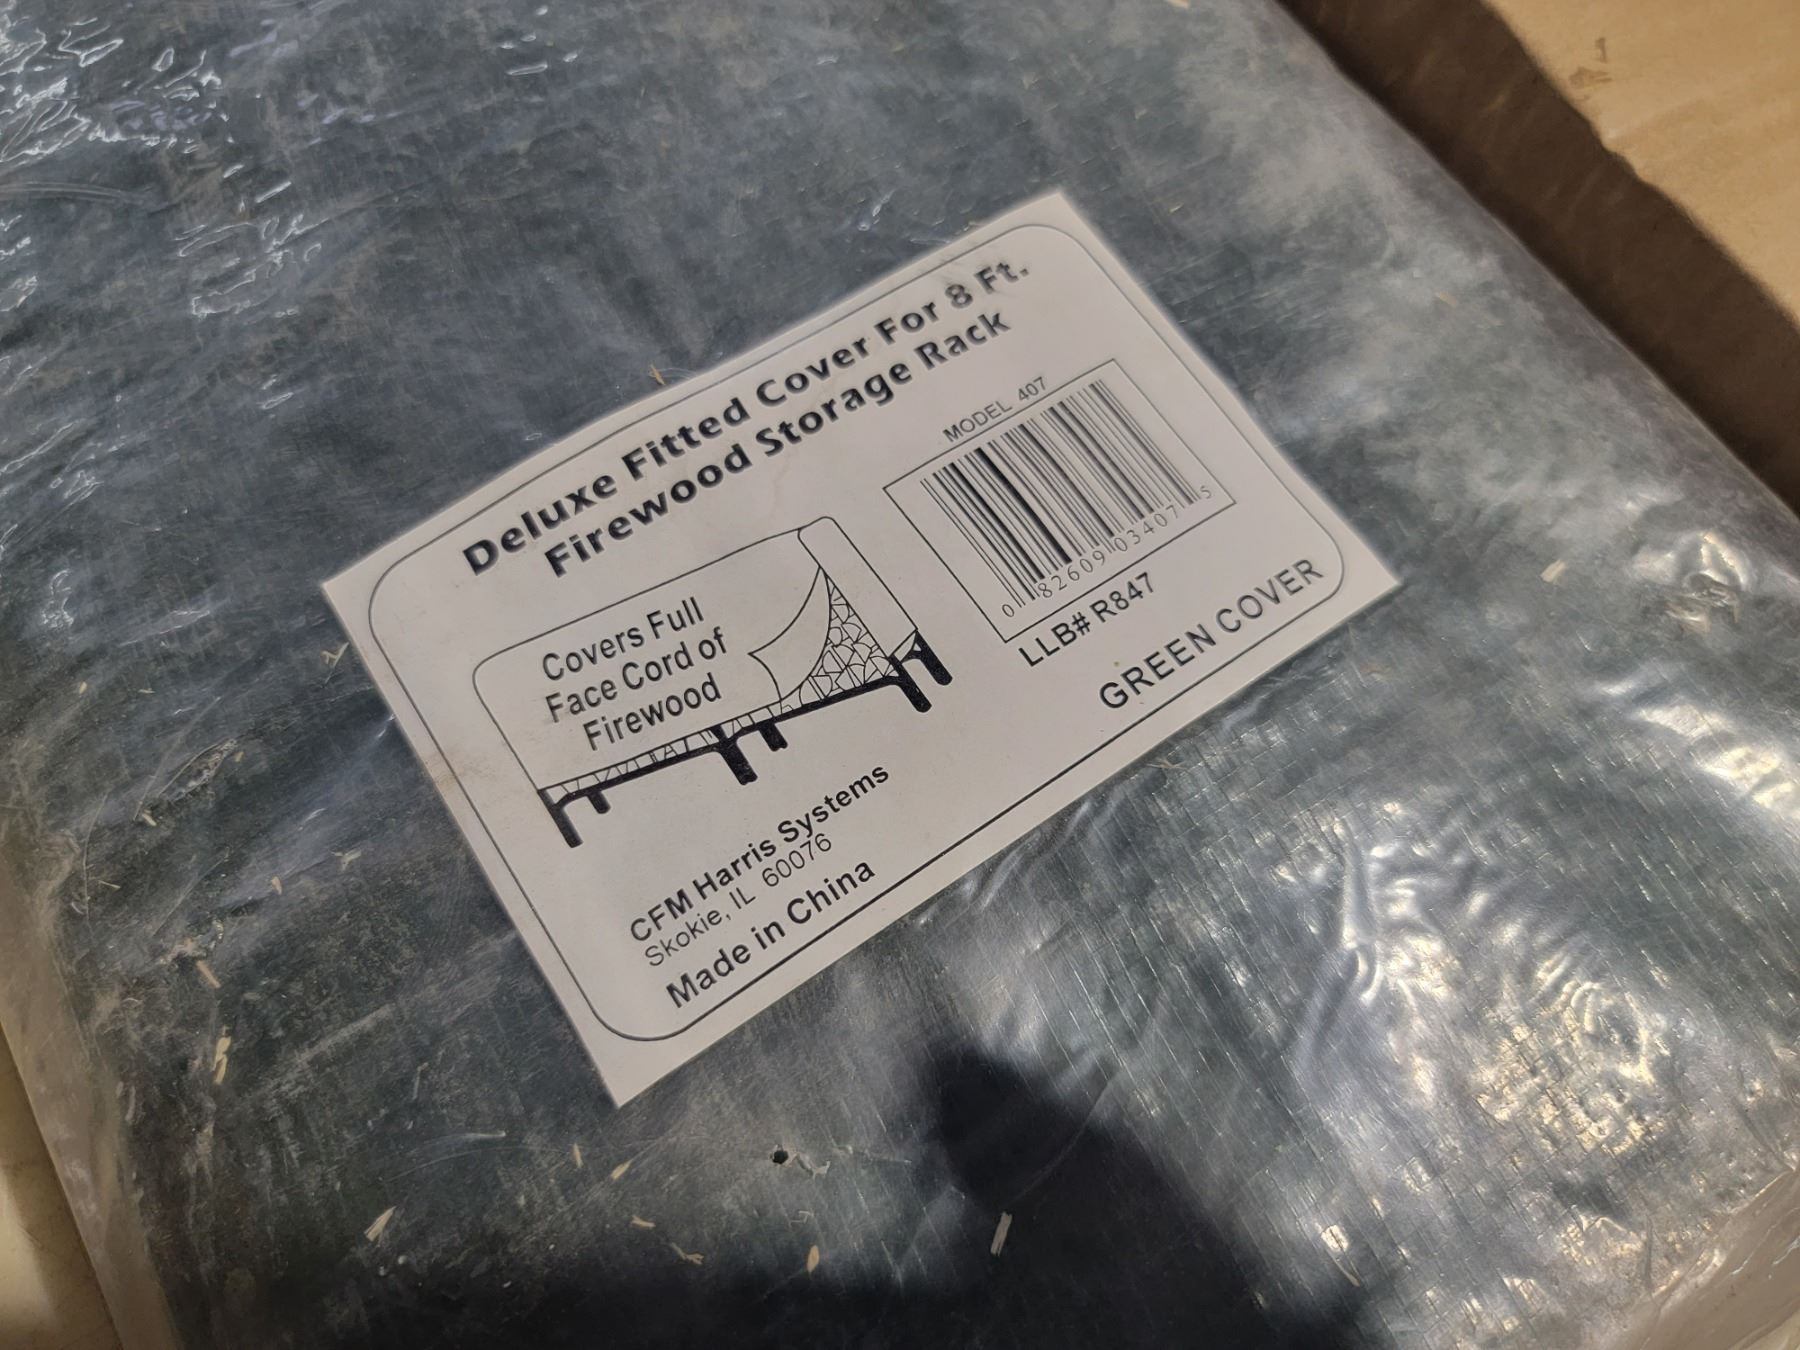 Deluxe Fitted Cover For 8 Ft.
Firewood Storage Rack
Covers Full
Face Cord of
Firewood
MODEL 407
0 82609 03407 5
LLB# R847
GREEN COVER
CFM Harris Systems
Skokie, IL 60076
Made in China